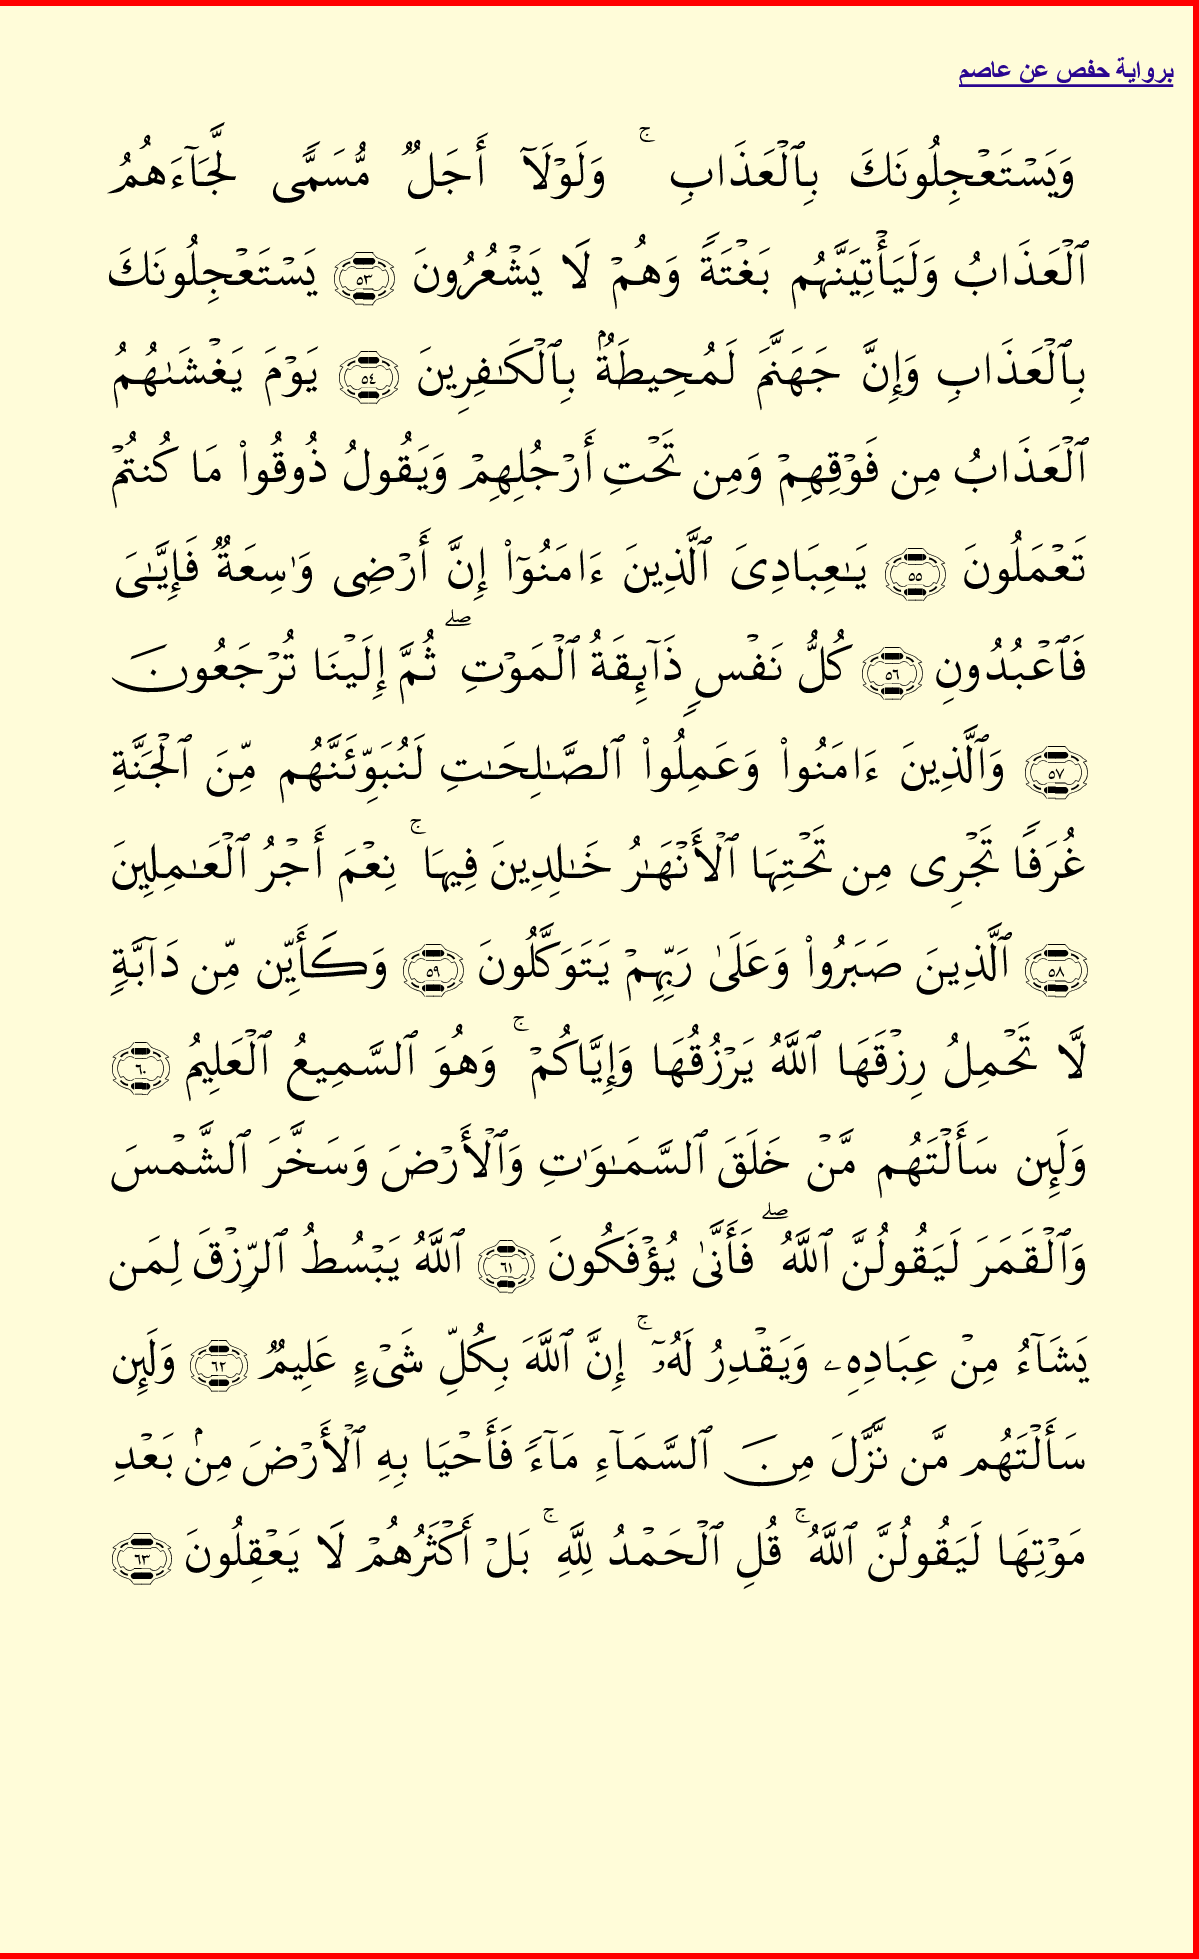 برواية حفص عن عاصم
وَيَسْتَعْجِلُونَكَ بِٱلْعَذَابِ ۚ وَلَوْلَآ أَجَلٌ مُّسَمًّى لَّجَآءَهُمُ
ٱلْعَذَابُ وَلَيَأْتِيَنَّهُم بَغْتَةً وَهُمْ لَا يَشْعُرُونَ ٥٣ يَسْتَعْجِلُونَكَ
بِٱلْعَذَابِ وَإِنَّ جَهَنَّمَ لَمُحِيطَةٌۢ بِٱلْكَـٰفِرِينَ ٥٤ يَوْمَ يَغْشَىٰهُمُ
ٱلْعَذَابُ مِن فَوْقِهِمْ وَمِن تَحْتِ أَرْجُلِهِمْ وَيَقُولُ ذُوقُوا۟ مَا كُنتُمْ
تَعْمَلُونَ ٥٥ يَـٰعِبَادِىَ ٱلَّذِينَ ءَامَنُوٓا۟ إِنَّ أَرْضِى وَٰسِعَةٌ فَإِيَّـٰىَ
فَٱعْبُدُونِ ٥٦ كُلُّ نَفْسٍ ذَآئِقَةُ ٱلْمَوْتِ ۖ ثُمَّ إِلَيْنَا تُرْجَعُونَ
٥٧ وَٱلَّذِينَ ءَامَنُوا۟ وَعَمِلُوا۟ ٱلصَّـٰلِحَـٰتِ لَنُبَوِّئَنَّهُم مِّنَ ٱلْجَنَّةِ
غُرَفًا تَجْرِى مِن تَحْتِهَا ٱلْأَنْهَـٰرُ خَـٰلِدِينَ فِيهَا ۚ نِعْمَ أَجْرُ ٱلْعَـٰمِلِينَ
٥٨ ٱلَّذِينَ صَبَرُوا۟ وَعَلَىٰ رَبِّهِمْ يَتَوَكَّلُونَ ٥٩ وَكَأَيِّن مِّن دَآبَّةٍ
لَّا تَحْمِلُ رِزْقَهَا ٱللَّهُ يَرْزُقُهَا وَإِيَّاكُمْ ۚ وَهُوَ ٱلسَّمِيعُ ٱلْعَلِيمُ ٦٠
وَلَئِن سَأَلْتَهُم مَّنْ خَلَقَ ٱلسَّمَـٰوَٰتِ وَٱلْأَرْضَ وَسَخَّرَ ٱلشَّمْسَ
وَٱلْقَمَرَ لَيَقُولُنَّ ٱللَّهُ ۖ فَأَنَّىٰ يُؤْفَكُونَ ٦١ ٱللَّهُ يَبْسُطُ ٱلرِّزْقَ لِمَن
يَشَآءُ مِنْ عِبَادِهِۦ وَيَقْدِرُ لَهُۥٓ ۚ إِنَّ ٱللَّهَ بِكُلِّ شَىْءٍ عَلِيمٌ ٦٢ وَلَئِن
سَأَلْتَهُم مَّن نَّزَّلَ مِنَ ٱلسَّمَآءِ مَآءً فَأَحْيَا بِهِ ٱلْأَرْضَ مِنۢ بَعْدِ
مَوْتِهَا لَيَقُولُنَّ ٱللَّهُ ۚ قُلِ ٱلْحَمْدُ لِلَّهِ ۚ بَلْ أَكْثَرُهُمْ لَا يَعْقِلُونَ ٦٣